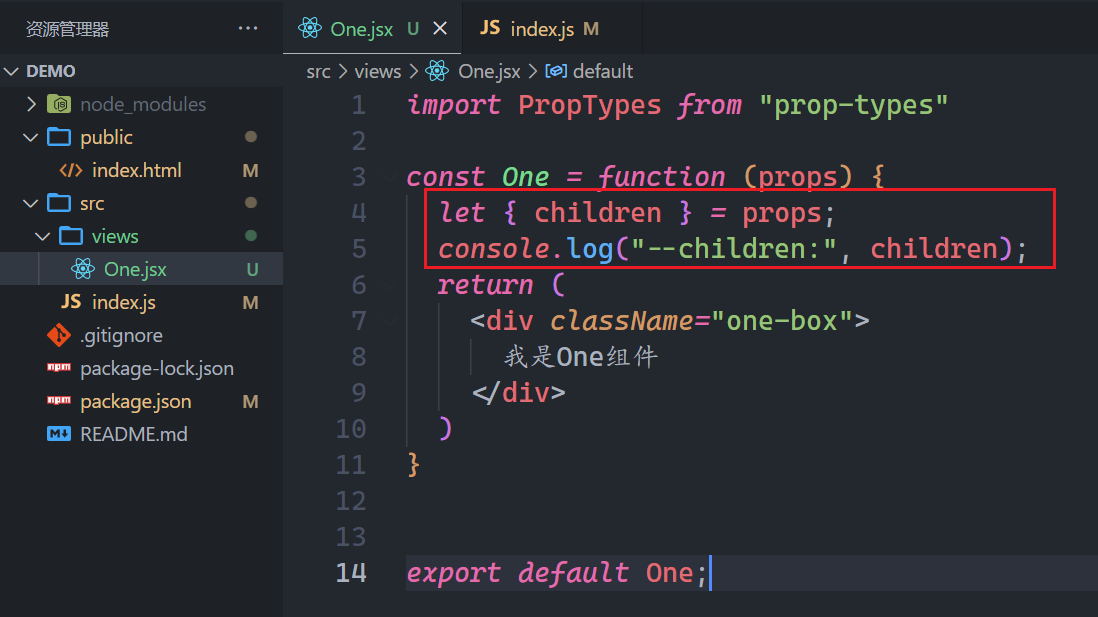 资源管理器 ···
DEMO
node_modules
public
index.html M
src
views
One.jsx U
JS index.js M
.gitignore
npm package-lock.json
npm package.json M
M README.md
One.jsx U
JS index.js M
src > views > One.jsx > default
1 import PropTypes from "prop-types"
2
3 const One = function (props) {
4 let { children } = props;
5 console.log("--children:", children);
6 return (
7 <div className="one-box">
8 我是One组件
9 </div>
10 )
11 }
12
13
14 export default One;